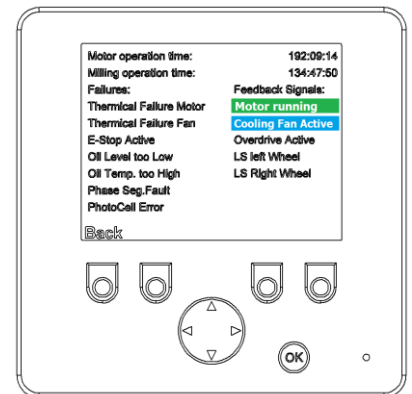 Motor operation time: 192:09:14
Milling operation time: 134:47:50
Failures: Feedback Signals:
Thermical Failure Motor Motor running
Thermical Failure Fan Cooling Fan Active
E-Stop Active Overdrive Active
Oil Level too Low LS left Wheel
Oil Temp. too High LS Right Wheel
Phase Seg.Fault
PhotoCell Error
Back
OK